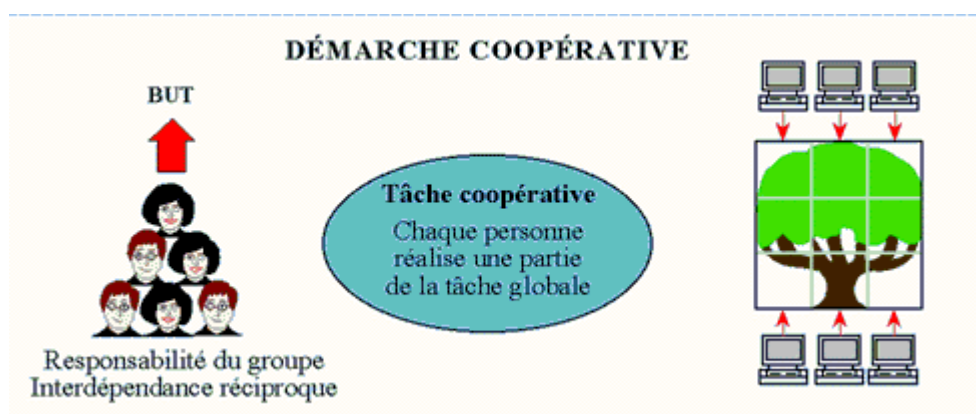 DÉMARCHE COOPÉRATIVE
BUT
Tâche coopérative
Chaque personne
réalise une partie
de la tâche globale
Responsabilité du groupe
Interdépendance réciproque